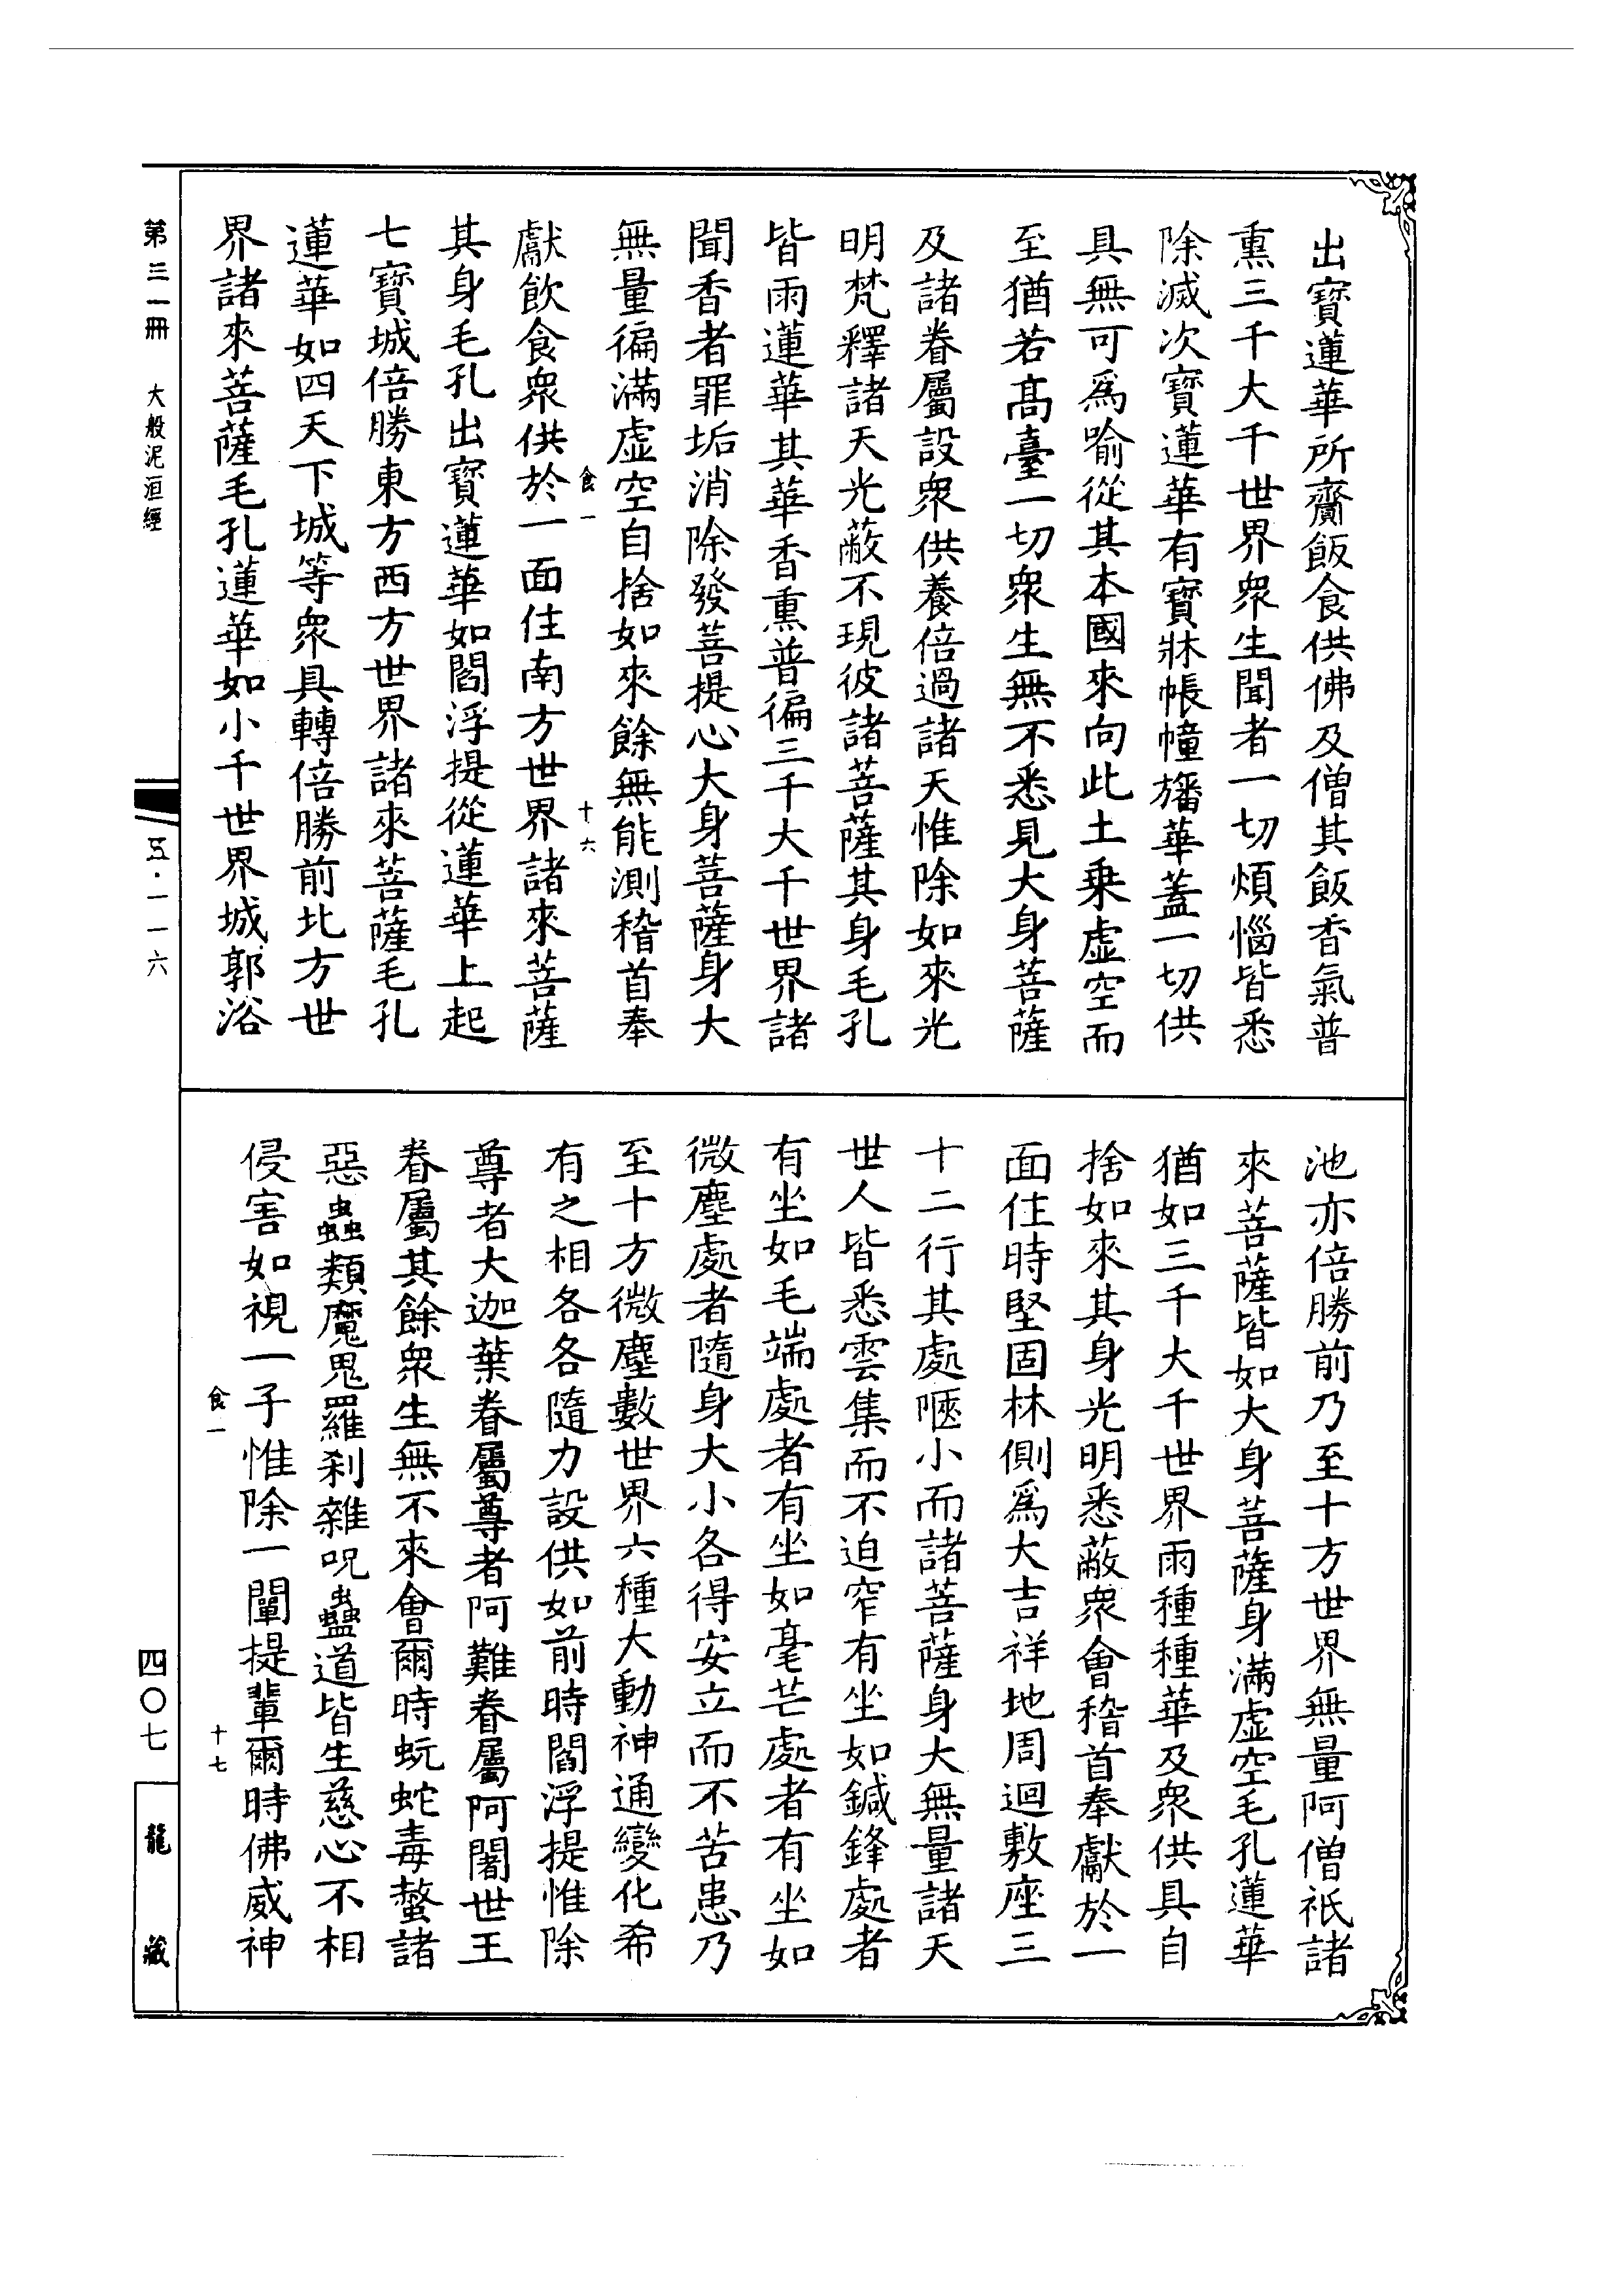 出寶蓮華所齎飯食供佛及僧其飯香氣普
熏三千大千世界眾生聞者一切煩惱皆悉
除滅次寶蓮華有寶牀帳幢旛華蓋一切供
具無可為喻從其本國來向此土乗虛空而
至猶若髙臺一切眾生無不悉見大身菩薩
及諸眷屬設眾供養倍過諸天惟除如來光
明梵釋諸天光蔽不現彼諸菩薩其身毛孔
皆雨蓮華其華香熏普徧三千大千世界諸
聞香者罪垢消除發菩提心大身菩薩身大
無量徧滿虛空自捨如來餘無能測稽首奉
食一
十六
獻飲食眾供於一面住南方世界諸來菩薩
其身毛孔出寶蓮華如閻浮提從蓮華上起
七寶城倍勝東方西方世界諸來菩薩毛孔
蓮華如四天下城等眾具轉倍勝前北方世
界諸來菩薩毛孔蓮華如小千世界城郭浴
池亦倍勝前乃至十方世界無量阿僧祇諸
來菩薩皆如大身菩薩身滿虛空毛孔蓮華
猶如三千大千世界雨種種華及眾供具自
捨如來其身光明悉蔽眾會稽首奉獻於一
面住時堅固林側為大吉祥地周迴敷座三
十二行其處陿小而諸菩薩身大無量諸天
世人皆悉雲集而不迫窄有坐如鍼鋒處者
有坐如毛端處者有坐如毫芒處者有坐如
微塵處者隨身大小各得安立而不苦患乃
至十方微塵數世界六種大動神通變化希
有之相各各隨力設供如前時閻浮提惟除
尊者大迦葉眷屬尊者阿難眷屬阿闍世王
眷屬其餘眾生無不來會爾時蚖蛇毒螫諸
惡蟲類魔鬼羅剎雜呪蠱道皆生慈心不相
侵害如視一子惟除一闡提輩爾時佛威神
食一
十七
第三一冊
大般泥洹經
五·一一六
四〇七
龍藏